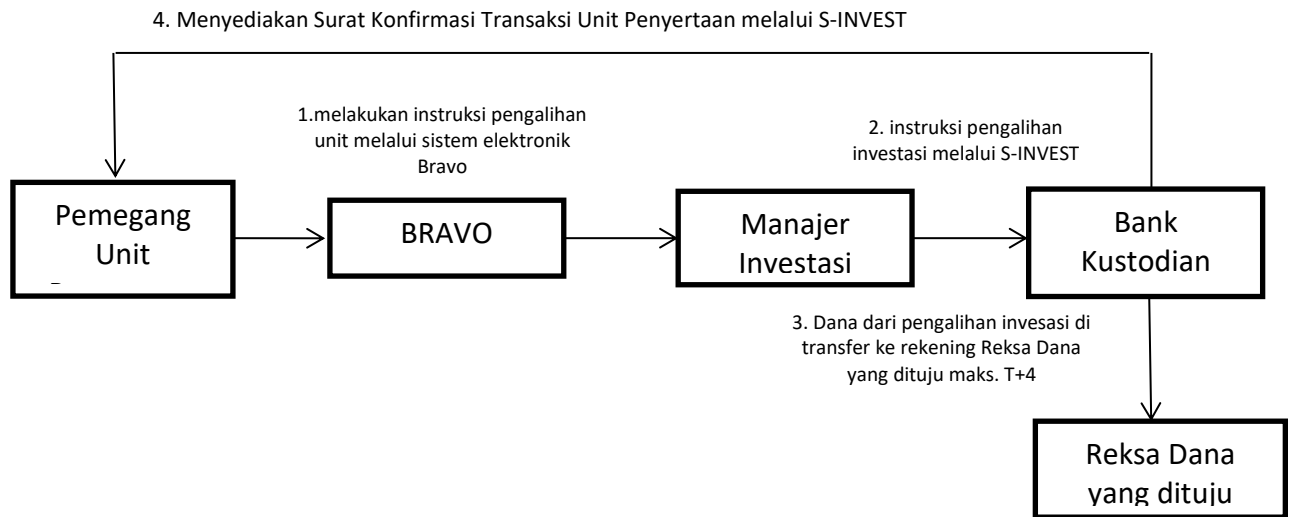 4. Menyediakan Surat Konfirmasi Transaksi Unit Penyertaan melalui S-INVEST
1.melakukan instruksi pengalihan
unit melalui sistem elektronik
Bravo
2. instruksi pengalihan
investasi melalui S-INVEST
Pemegang
Unit
BRAVO
Manajer
Investasi
Bank
Kustodian
3. Dana dari pengalihan invesasi di
transfer ke rekening Reksa Dana
yang dituju maks. T+4
Reksa Dana
yang dituju